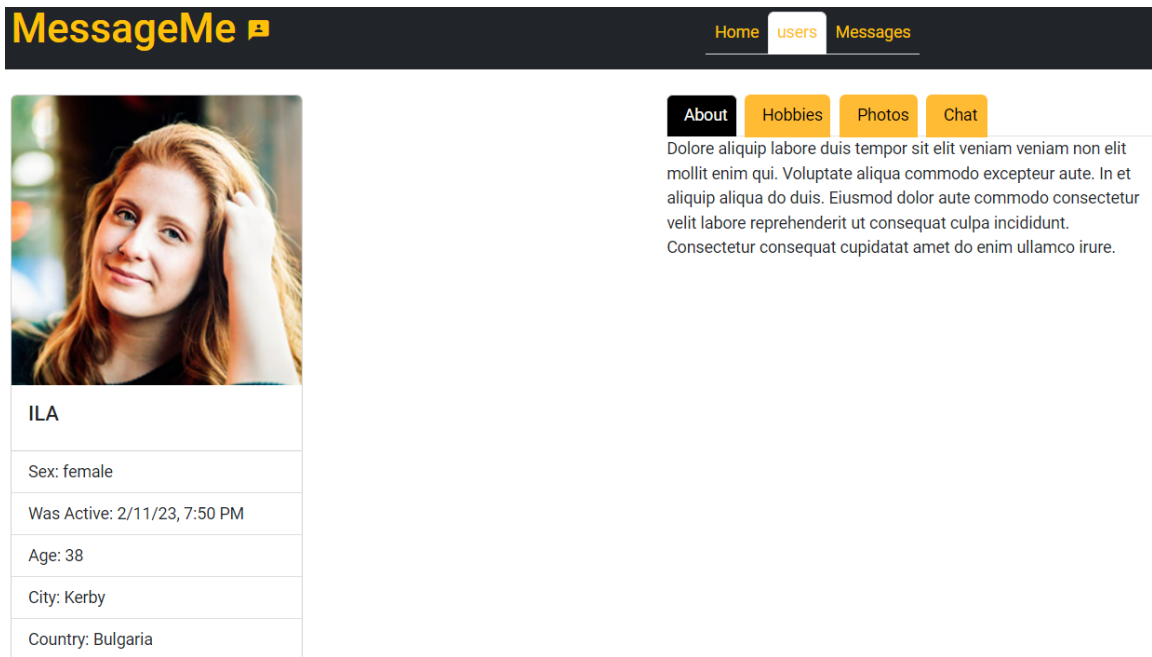 MessageMe
Home users Messages
About Hobbies Photos Chat
Dolore aliquip labore duis tempor sit elit veniam veniam non elit
mollit enim qui. Voluptate aliqua commodo excepteur aute. In et
aliquip aliqua do duis. Eiusmod dolor aute commodo consectetur
velit labore reprehenderit ut consequat culpa incididunt.
Consectetur consequat cupidatat amet do enim ullamco irure.
ILA
Sex: female
Was Active: 2/11/23, 7:50 PM
Age: 38
City: Kerby
Country: Bulgaria